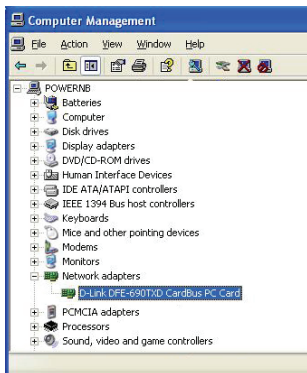 Computer Management
File Action View Window Help
POWERNB
Batteries
Computer
Disk drives
Display adapters
DVD/CD-ROM drives
Human Interface Devices
IDE ATA/ATAPI controllers
IEEE 1394 Bus host controllers
Keyboards
Mice and other pointing devices
Modems
Monitors
Network adapters
D-Link DFE-690TXD CardBus PC Card
PCMCIA adapters
Processors
Sound, video and game controllers